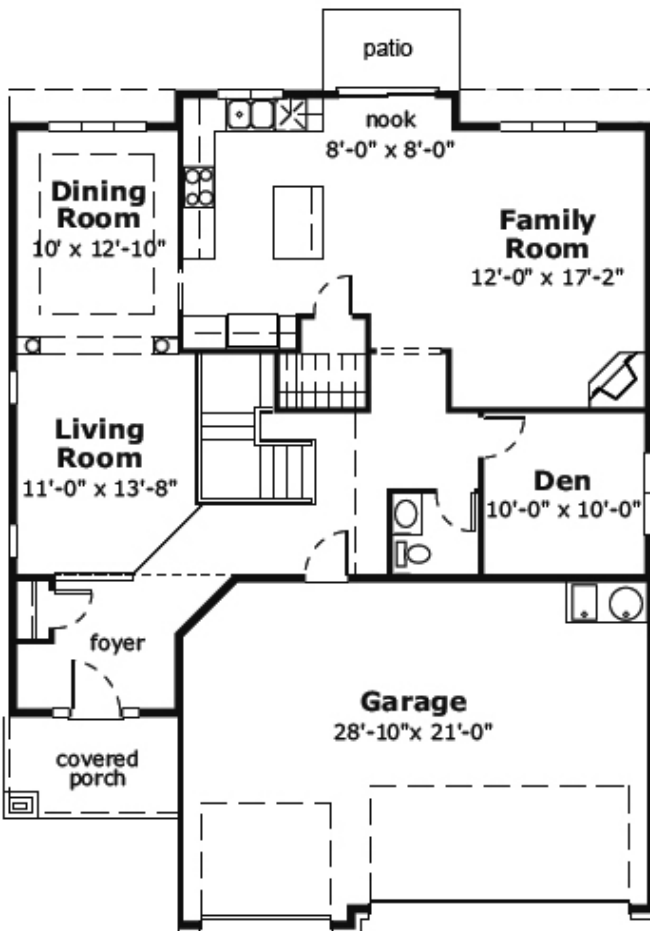 patio
nook
8'-0" x 8'-0"
Dining
Room
10' x 12'-10"
Family
Room
12'-0" x 17'-2"
Living
Room
11'-0" x 13'-8"
Den
10'-0" x 10'-0"
foyer
Garage
28'-10"x 21'-0"
covered
porch